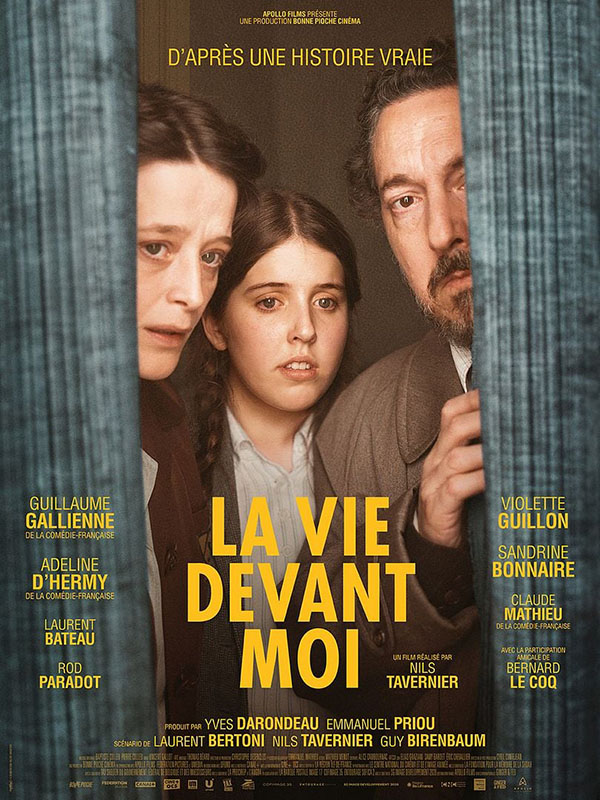 APOLLO FILMS PRÉSENTE
UNE PRODUCTION BONNE PIOCHE CINÉMA
D'APRÈS UNE HISTOIRE VRAIE
GUILLAUME
GALLIENNE
DE LA COMÉDIE-FRANÇAISE
ADELINE
D'HERMY
DE LA COMÉDIE-FRANÇAISE
LAURENT
BATEAU
ROD
PARADOT
LA VIE
DEVANT
MOI
UN FILM RÉALISÉ PAR
NILS
TAVERNIER
VIOLETTE
GUILLON
SANDRINE
BONNAIRE
CLAUDE
MATHIEU
DE LA COMÉDIE-FRANÇAISE
AVEC LA PARTICIPATION
AMICALE DE
BERNARD
LE COQ
PRODUIT PAR YVES DARONDEAU EMMANUEL PRIOU
SCÉNARIO DE LAURENT BERTONI NILS TAVERNIER GUY BIRENBAUM